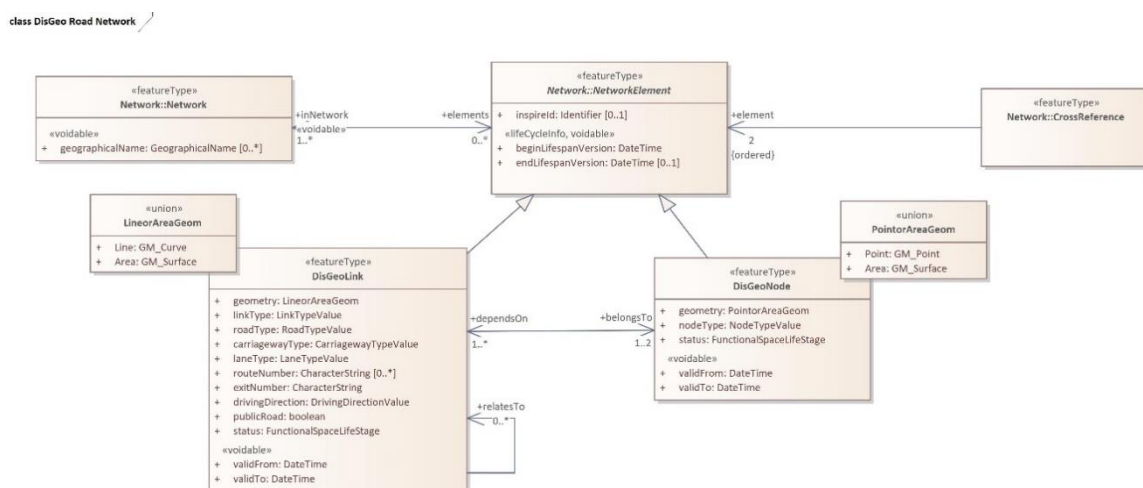 class DisGeo Road Network
«featureType»
Network::Network
«voidable»
+ geographicalName: GeographicalName [0..*]
+inNetwork
«voidable»
1..*
+elements
0..*
«featureType»
Network::NetworkElement
+ inspireId: Identifier [0..1]
«lifeCycleInfo, voidable»
+ beginLifespanVersion: DateTime
+ endLifespanVersion: DateTime [0..1]
+element
2
{ordered}
«featureType»
Network::CrossReference
«union»
LineorAreaGeom
+ Line: GM_Curve
+ Area: GM_Surface
«featureType»
DisGeoLink
+ geometry: LineorAreaGeom
+ linkType: LinkTypeValue
+ roadType: RoadTypeValue
+ carriagewayType: CarriagewayTypeValue
+ laneType: LaneTypeValue
+ routeNumber: CharacterString [0..*]
+ exitNumber: CharacterString
+ drivingDirection: DrivingDirectionValue
+ publicRoad: boolean
+ status: FunctionalSpaceLifeStage
«voidable»
+ validFrom: DateTime
+ validTo: DateTime
+dependsOn
1..*
+belongsTo
1..2
+relatesTo
0..*
«union»
PointorAreaGeom
+ Point: GM_Point
+ Area: GM_Surface
«featureType»
DisGeoNode
+ geometry: PointorAreaGeom
+ nodeType: NodeTypeValue
+ status: FunctionalSpaceLifeStage
«voidable»
+ validFrom: DateTime
+ validTo: DateTime